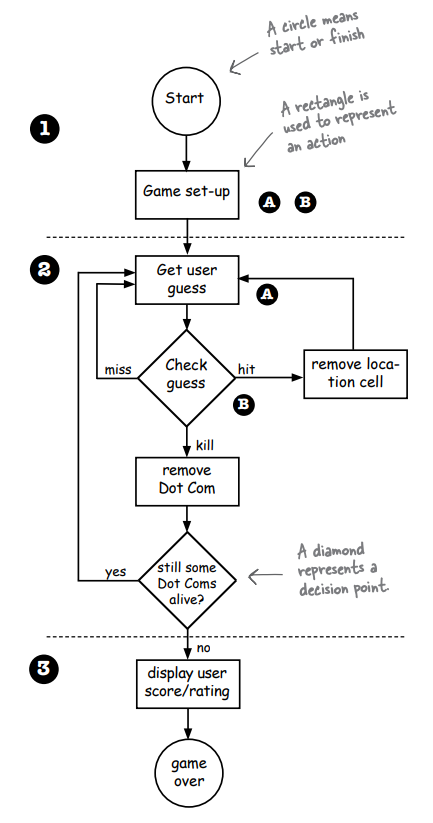 A circle means
start or finish
Start
1
A rectangle is
used to represent
an action
Game set-up
A B
2
Get user
guess
A
Check
guess
miss
hit
remove loca-
tion cell
B
kill
remove
Dot Com
still some
Dot Coms
alive?
yes
A diamond
represents a
decision point.
no
3
display user
score/rating
game
over